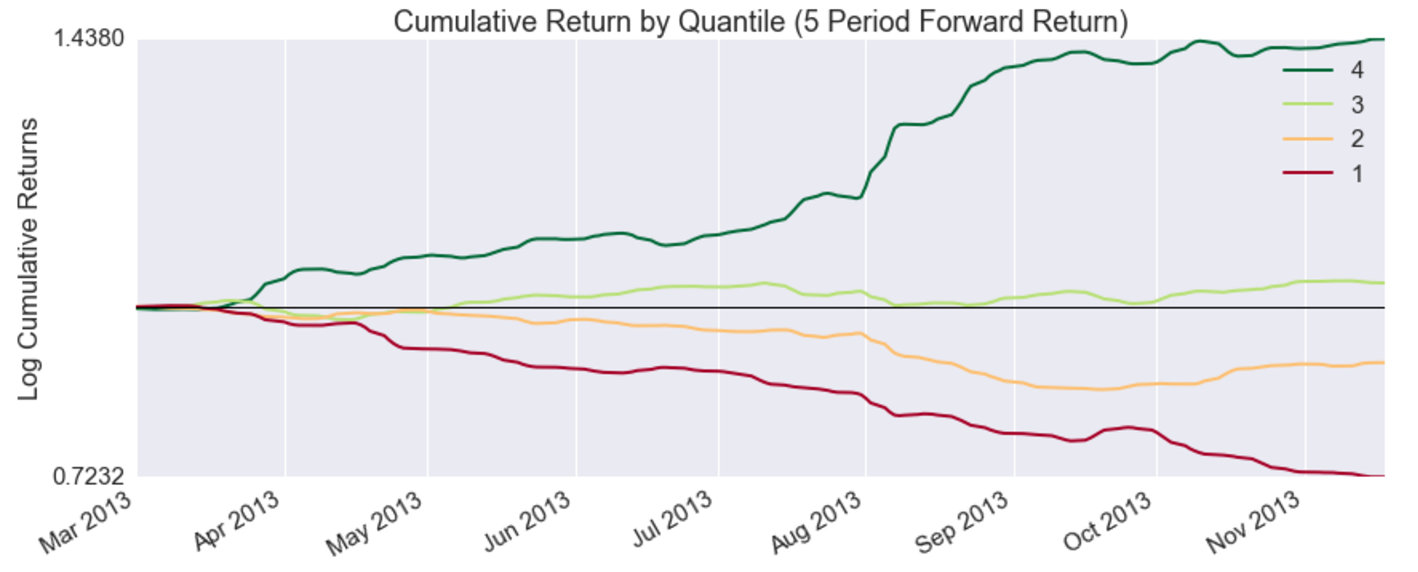 Cumulative Return by Quantile (5 Period Forward Return)
1.4380
4
3
2
1
Log Cumulative Returns
0.7232
Mar 2013
Apr 2013
May 2013
Jun 2013
Jul 2013
Aug 2013
Sep 2013
Oct 2013
Nov 2013